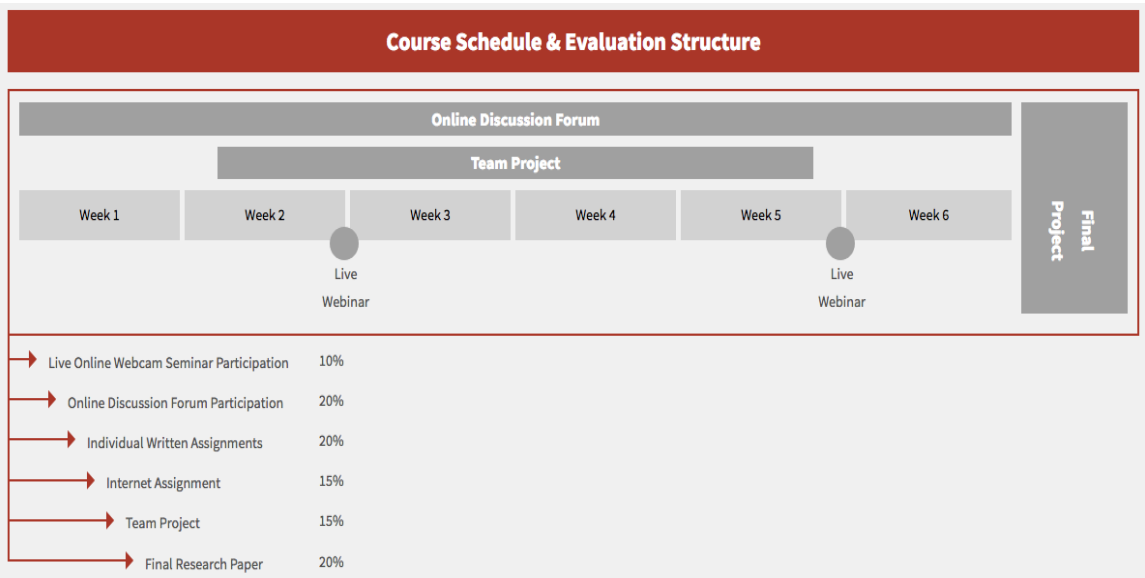 Course Schedule & Evaluation Structure
Online Discussion Forum
Team Project
Week 1
Week 2
Week 3
Week 4
Week 5
Week 6
Final
Project
Live
Webinar
Live
Webinar
Live Online Webcam Seminar Participation 10%
Online Discussion Forum Participation 20%
Individual Written Assignments 20%
Internet Assignment 15%
Team Project 15%
Final Research Paper 20%